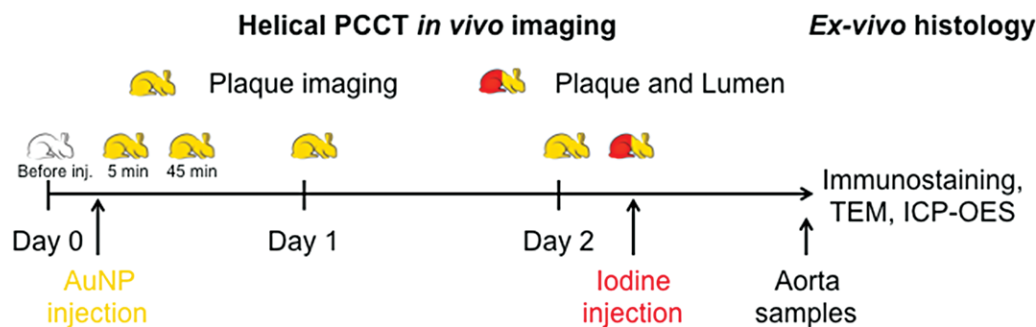 Helical PCCT in vivo imaging
Ex-vivo histology
Plaque imaging
Plaque and Lumen
Before inj.
5 min
45 min
Immunostaining,
TEM, ICP-OES
Day 0
Day 1
Day 2
AuNP
injection
Iodine
injection
Aorta
samples